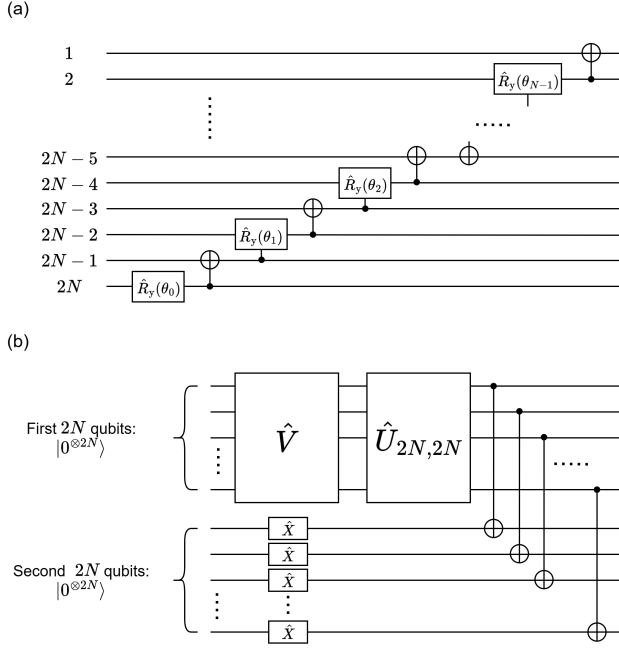 (a)
1
2
R̂y(θN−1)
2N − 5
2N − 4
R̂y(θ2)
2N − 3
2N − 2
R̂y(θ1)
2N − 1
2N
R̂y(θ0)
(b)
First 2N qubits:
|0⊗2N⟩
V̂
Û2N,2N
Second 2N qubits:
|0⊗2N⟩
X̂
X̂
X̂
X̂